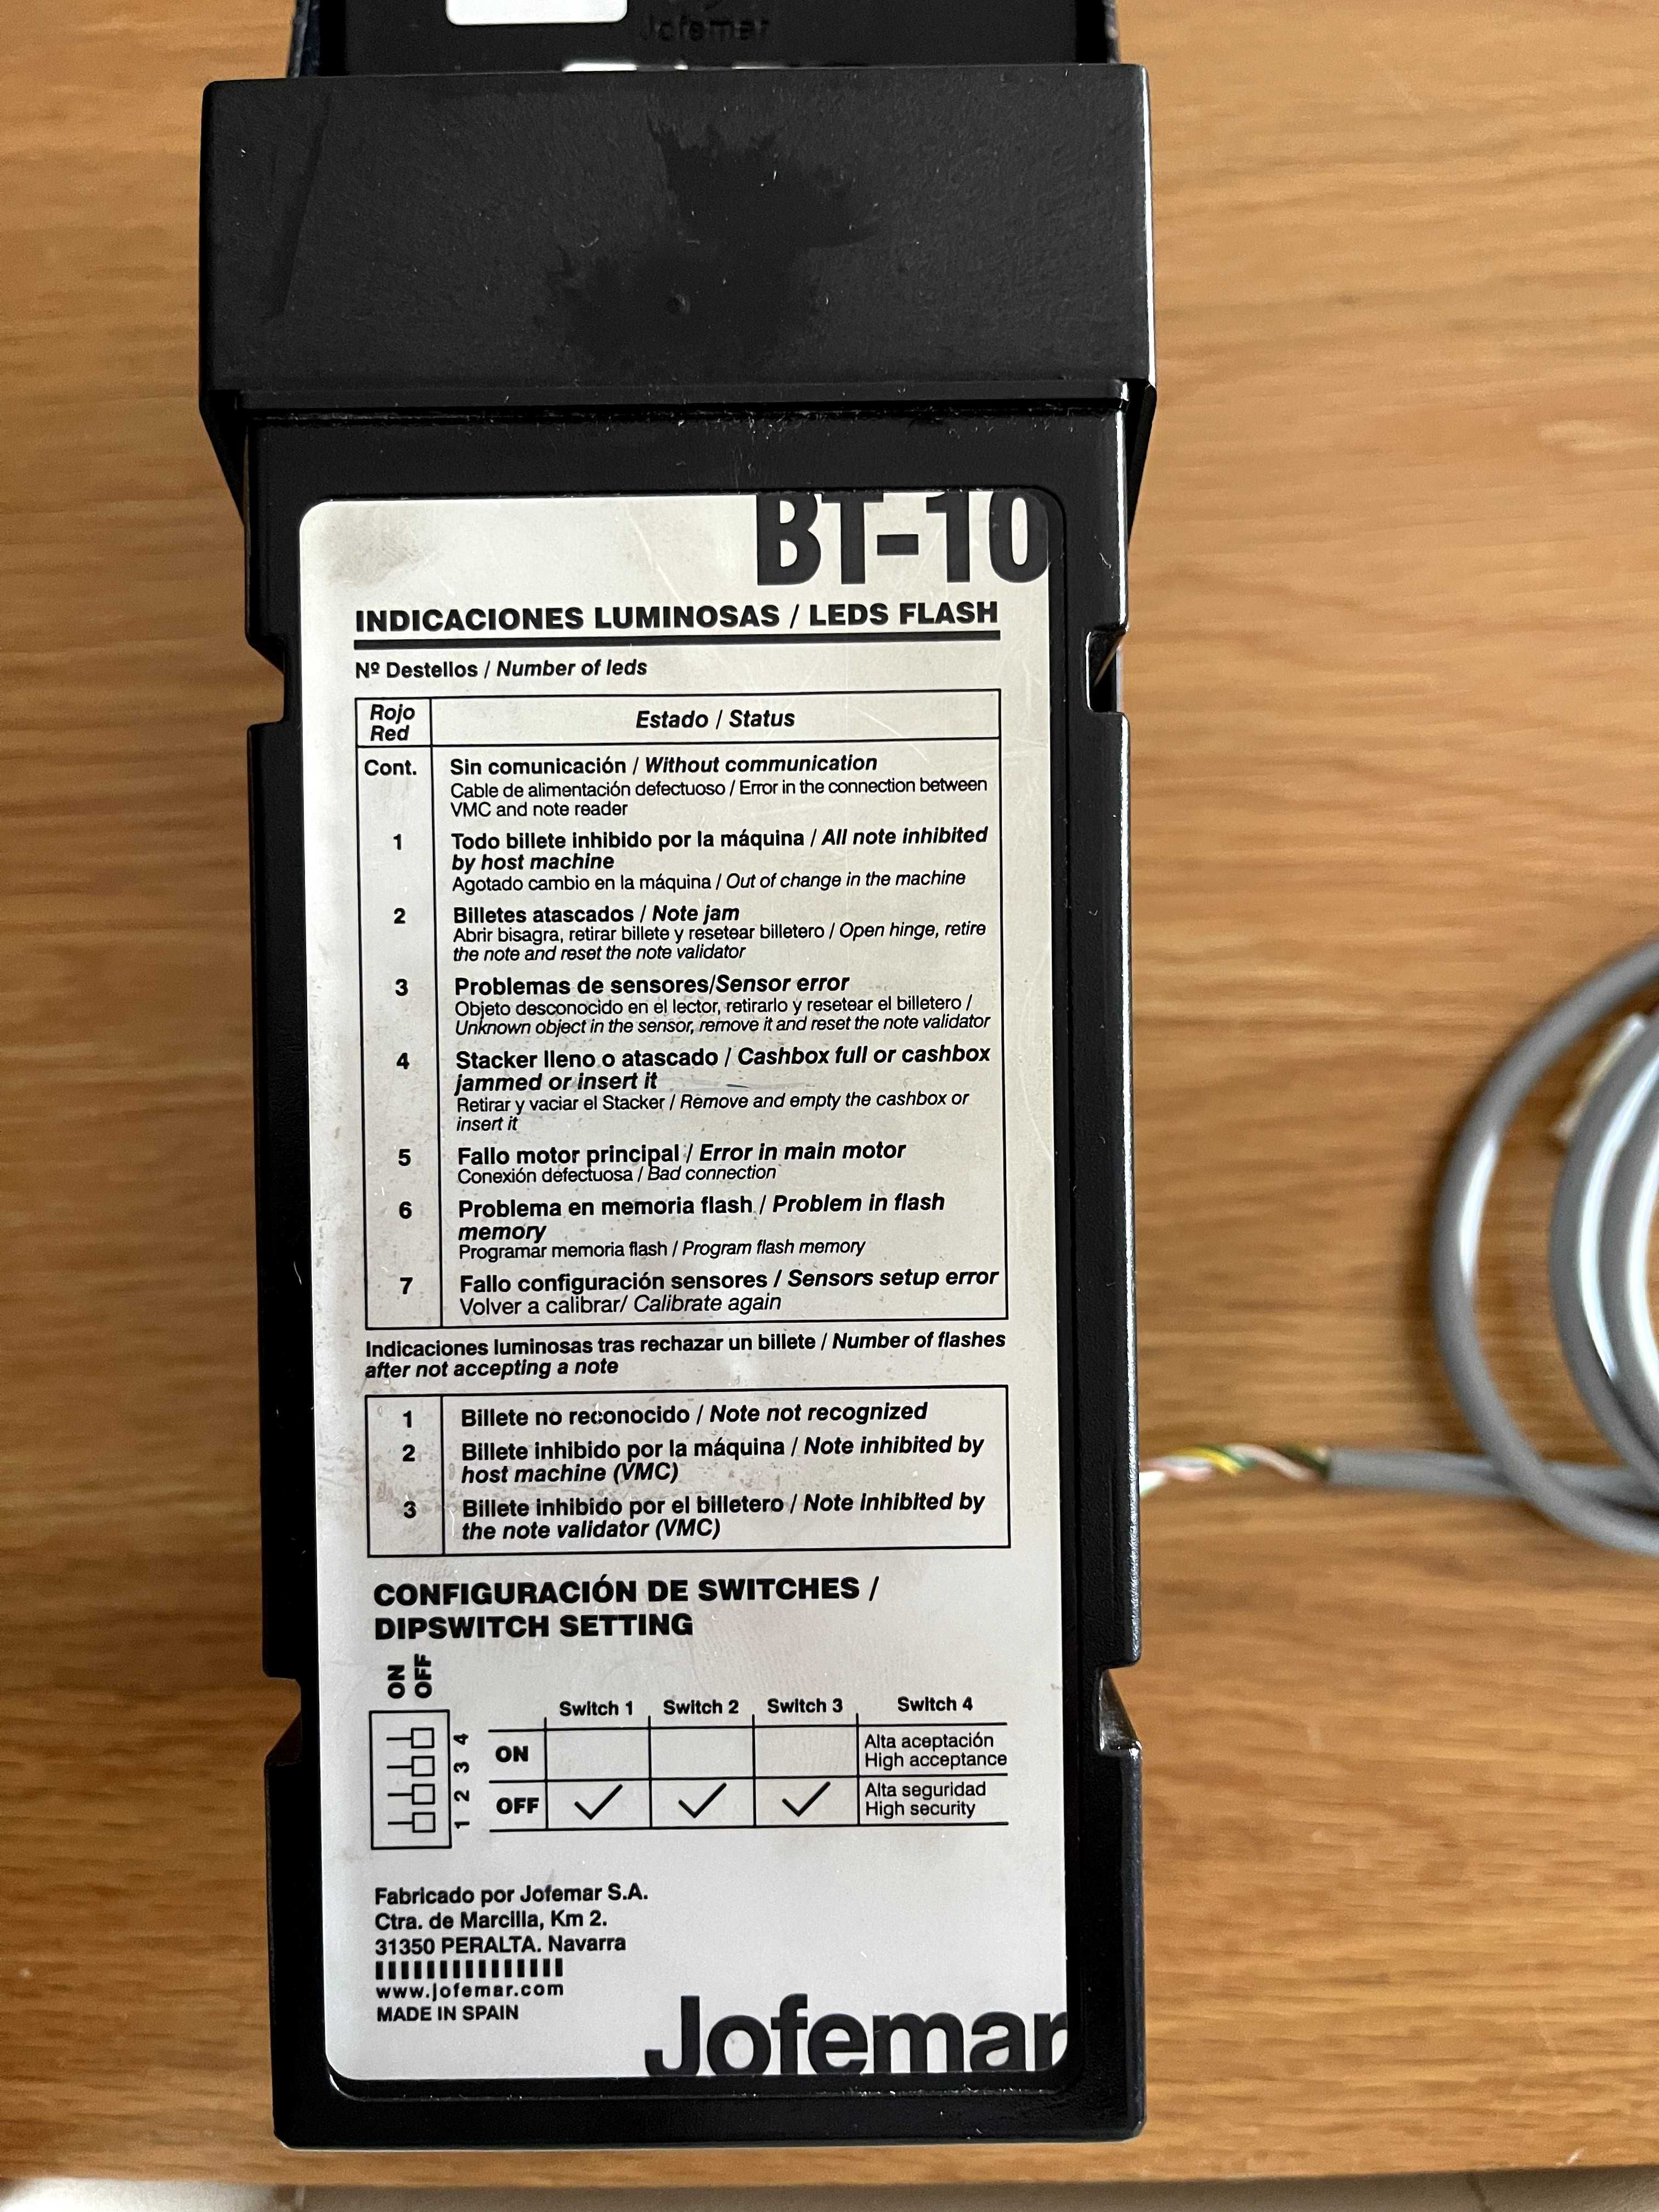 Jofemar
BT-10
INDICACIONES LUMINOSAS / LEDS FLASH
Nº Destellos / Number of leds
Rojo
Red
Estado / Status
Cont.
Sin comunicación / Without communication
Cable de alimentación defectuoso / Error in the connection between
VMC and note reader
1
Todo billete inhibido por la máquina / All note inhibited
by host machine
Agotado cambio en la máquina / Out of change in the machine
2
Billetes atascados / Note jam
Abrir bisagra, retirar billete y resetear billetero / Open hinge, retire
the note and reset the note validator
3
Problemas de sensores/Sensor error
Objeto desconocido en el lector, retirarlo y resetear el billetero /
Unknown object in the sensor, remove it and reset the note validator
4
Stacker lleno o atascado / Cashbox full or cashbox
jammed or insert it
Retirar y vaciar el Stacker / Remove and empty the cashbox or
insert it
5
Fallo motor principal / Error in main motor
Conexión defectuosa / Bad connection
6
Problema en memoria flash / Problem in flash
memory
Programar memoria flash / Program flash memory
7
Fallo configuración sensores / Sensors setup error
Volver a calibrar/ Calibrate again
Indicaciones luminosas tras rechazar un billete / Number of flashes
after not accepting a note
1
Billete no reconocido / Note not recognized
2
Billete inhibido por la máquina / Note inhibited by
host machine (VMC)
3
Billete inhibido por el billetero / Note inhibited by
the note validator (VMC)
CONFIGURACIÓN DE SWITCHES /
DIPSWITCH SETTING
ON
OFF
4
3
2
1
Switch 1 Switch 2 Switch 3 Switch 4
ON
Alta aceptación
High acceptance
OFF
Alta seguridad
High security
Fabricado por Jofemar S.A.
Ctra. de Marcilla, Km 2.
31350 PERALTA. Navarra
www.jofemar.com
MADE IN SPAIN
Jofemar